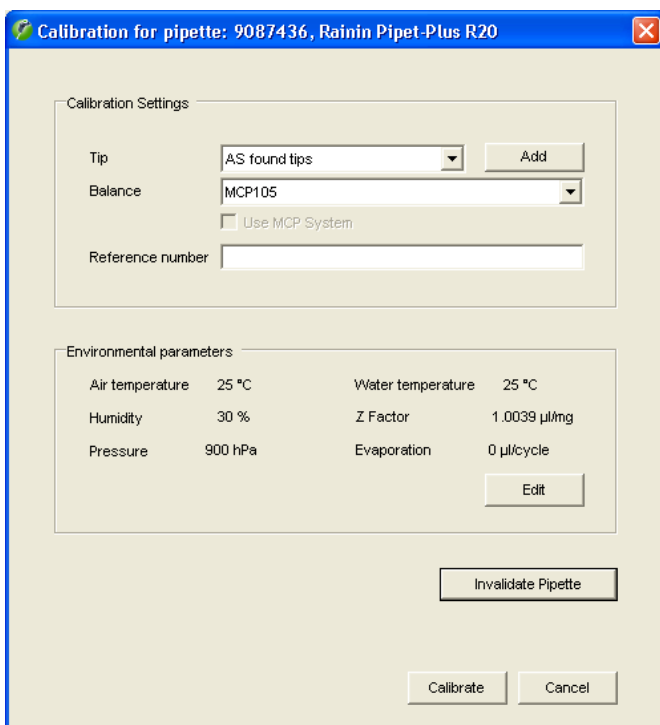 Calibration for pipette: 9087436, Rainin Pipet-Plus R20
Calibration Settings
Tip AS found tips Add
Balance MCP105
Use MCP System
Reference number
Environmental parameters
Air temperature 25 °C Water temperature 25 °C
Humidity 30 % Z Factor 1.0039 µl/mg
Pressure 900 hPa Evaporation 0 µl/cycle
Edit
Invalidate Pipette
Calibrate Cancel